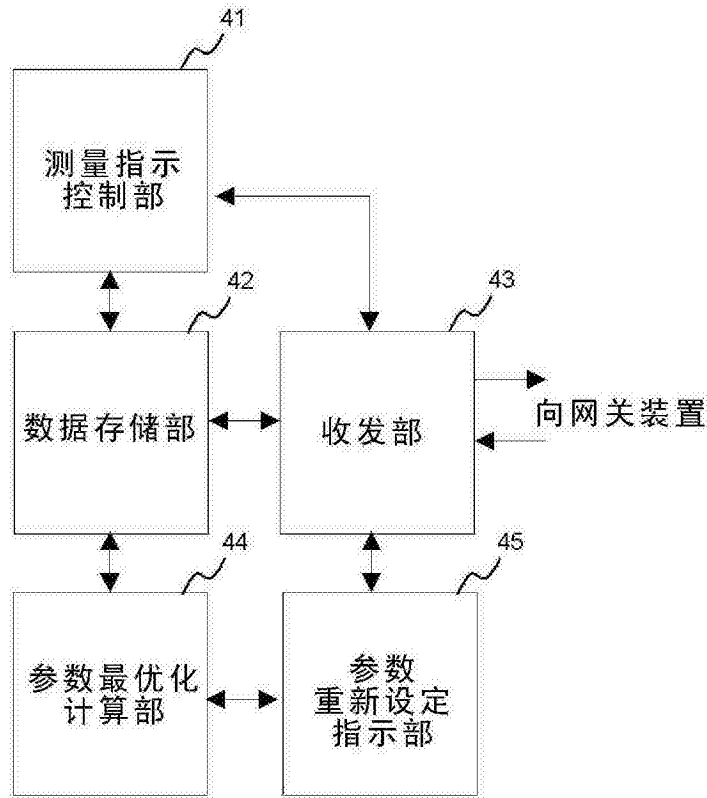 41
测量指示
控制部
42
数据存储部
43
收发部
向网关装置
44
参数最优化
计算部
45
参数
重新设定
指示部